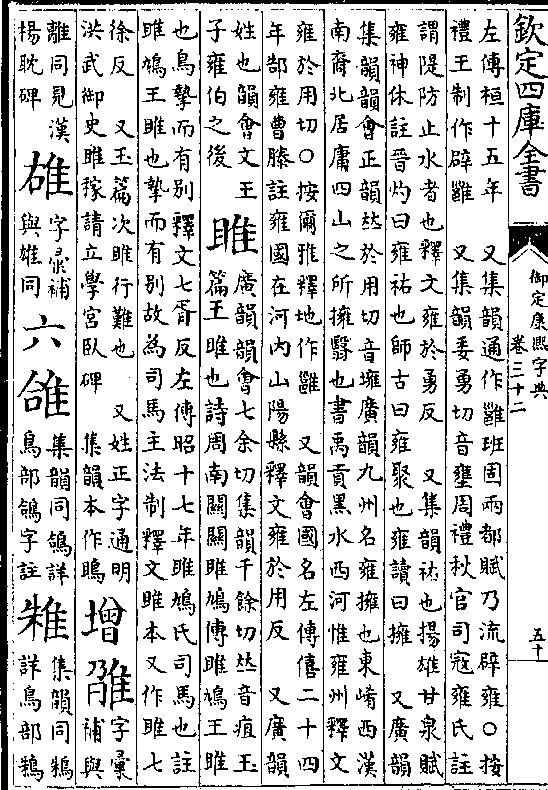 欽定四庫全書
御定康熙字典
卷三十二
五十
左傳桓十五年　又集韻通作雝班固兩都賦乃流辟雍○按
禮王制作辟雝　又集韻委勇切音壅周禮秋官司寇雍氏註
謂隄防止水者也釋文雍於勇反　又集韻祐也揚雄甘泉賦
雍神休註晉灼曰雍祐也師古曰雍聚也雍讀曰擁　又廣韻
集韻韻會正韻𠀤於用切音壅廣韻九州名雍擁也東崤西漢
南裔北居庸四山之所擁翳也書禹貢黑水西河惟雍州釋文
雍於用切○按爾雅釋地作雝　又韻會國名左傳僖二十四
年郜雍曹滕註雍國在河內山陽縣釋文雍於用反　又廣韻
姓也韻會文王
子雍伯之後
雎
廣韻韻會七余切集韻千餘切𠀤音疽玉
篇王雎也詩周南關關雎鳩傳雎鳩王雎
也鳥摯而有別釋文七胥反左傳昭十七年雎鳩氏司馬也註
雎鳩王雎也摯而有別故為司馬主法制釋文雎本又作雎七
徐反　又玉篇次雎行難也　又姓正字通明
洪武御史雎稼請立學宮臥碑　集韻本作鴡
增
字彙
補與
離同見漢
楊耽碑
䧺
字彙補
與雄同
六
集韻同鴿詳
鳥部鴿字註
集韻同鶈
詳鳥部鶈